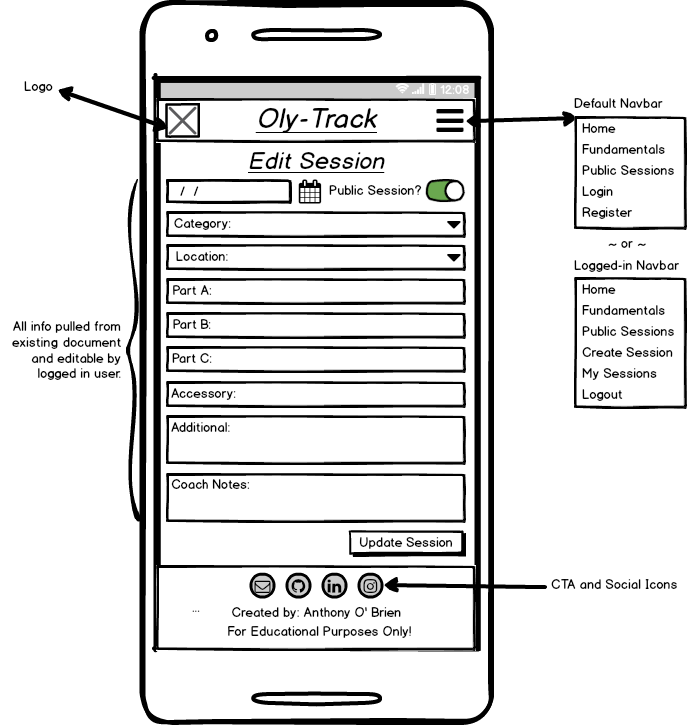 12:08
Logo
Oly-Track
Default Navbar
Home
Fundamentals
Public Sessions
Login
Register
~ or ~
Logged-in Navbar
Home
Fundamentals
Public Sessions
Create Session
My Sessions
Logout
Edit Session
/ /
Public Session?
Category:
Location:
Part A:
Part B:
Part C:
Accessory:
Additional:
Coach Notes:
All info pulled from
existing document
and editable by
logged in user.
Update Session
in
CTA and Social Icons
...
Created by: Anthony O' Brien
For Educational Purposes Only!